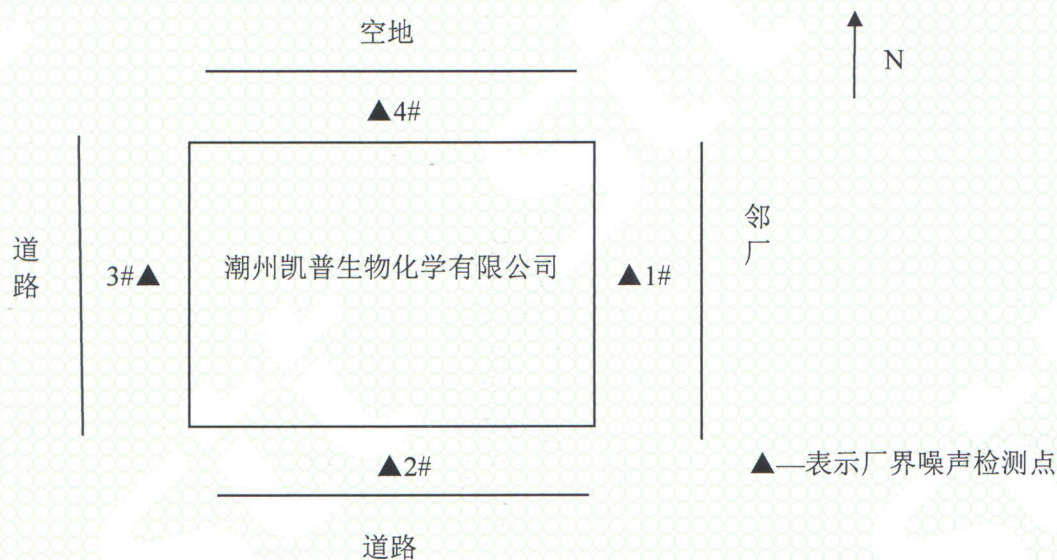 空地
N
▲4#
道路
3#▲
潮州凯普生物化学有限公司
▲1#
邻厂
▲2#
▲—表示厂界噪声检测点
道路